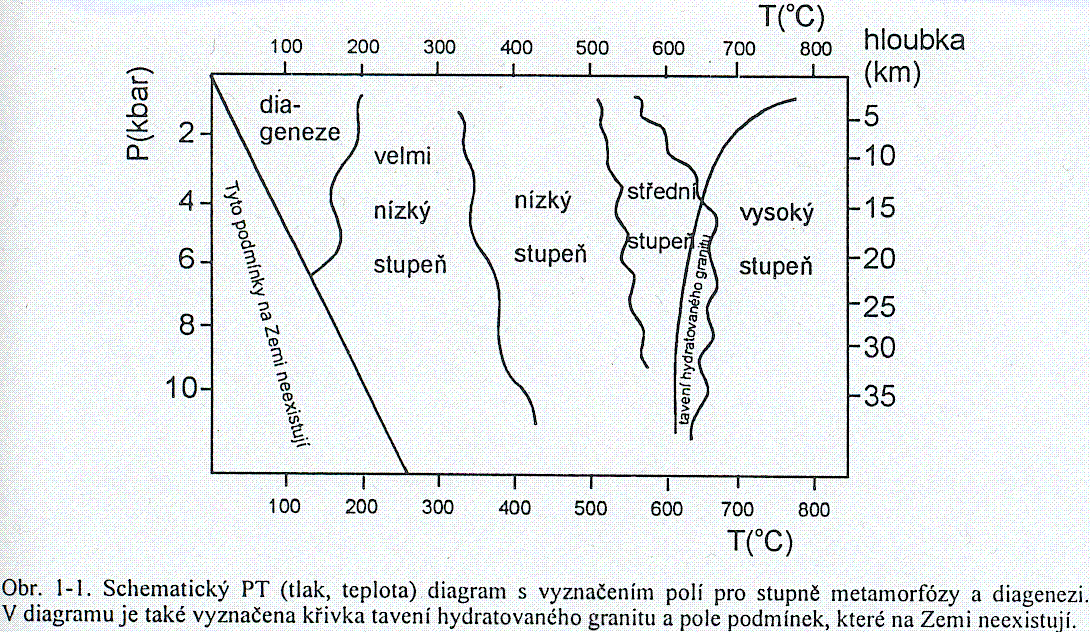 T(°C)
100 200 300 400 500 600 700 800
hloubka
(km)
P(kbar)
dia-
geneze
2
4
6
8
10
5
10
15
20
25
30
35
velmi
nízký
stupeň
nízký
stupeň
střední
stupeň
vysoký
stupeň
Tyto podmínky na Zemi neexistují
tavení hydratovaného granitu
100 200 300 400 500 600 700 800
T(°C)
Obr. 1-1. Schematický PT (tlak, teplota) diagram s vyznačením polí pro stupně metamorfózy a diagenezi.
V diagramu je také vyznačena křivka tavení hydratovaného granitu a pole podmínek, které na Zemi neexistují.